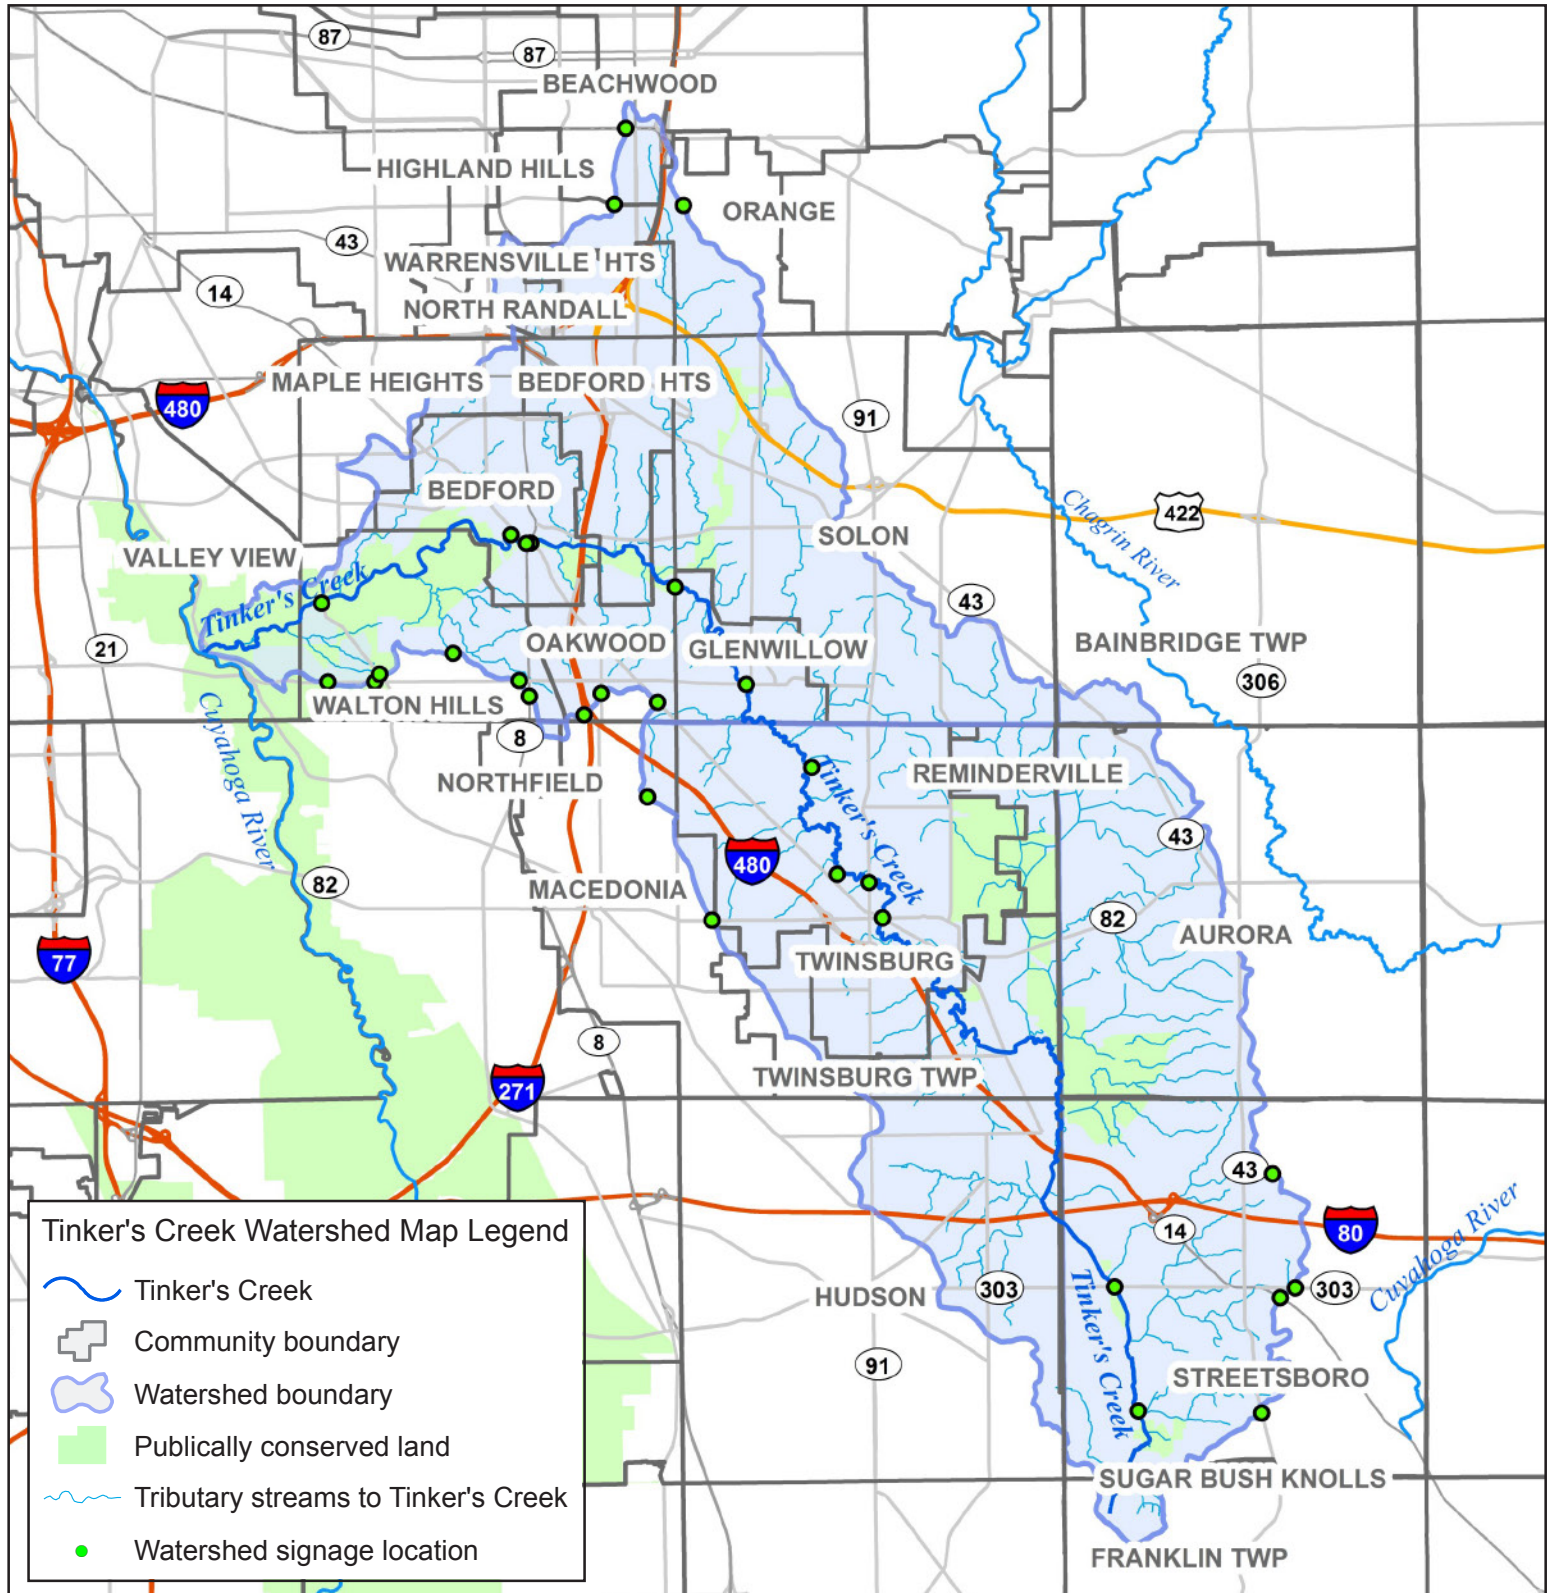 87
87
BEACHWOOD
HIGHLAND HILLS
ORANGE
43
WARRENSVILLE HTS
14
NORTH RANDALL
MAPLE HEIGHTS
BEDFORD HTS
480
91
BEDFORD
Chagrin River
422
SOLON
VALLEY VIEW
Tinker's Creek
43
21
OAKWOOD
GLENWILLOW
BAINBRIDGE TWP
306
WALTON HILLS
Cuyahoga River
8
NORTHFIELD
REMINDERVILLE
Tinker's Creek
43
480
82
MACEDONIA
82
AURORA
77
TWINSBURG
8
271
TWINSBURG TWP
43
14
80
Cuyahoga River
HUDSON
303
303
Tinker's Creek
91
STREETSBORO
SUGAR BUSH KNOLLS
FRANKLIN TWP
Tinker's Creek Watershed Map Legend
Tinker's Creek
Community boundary
Watershed boundary
Publically conserved land
Tributary streams to Tinker's Creek
Watershed signage location